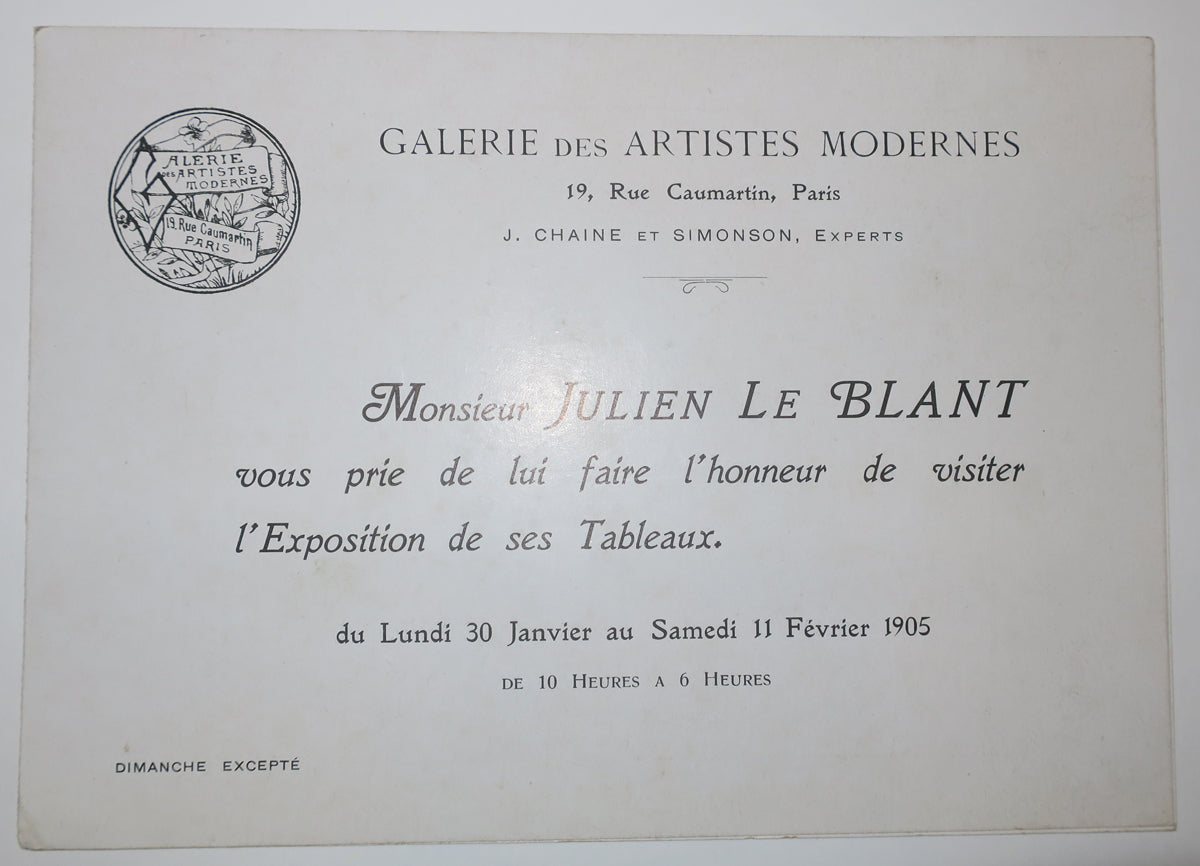 GALERIE DES ARTISTES MODERNES
19, Rue Caumartin, Paris
J. CHAINE ET SIMONSON, EXPERTS
GALERIE
DES ARTISTES
MODERNES
19. Rue Caumartin
PARIS
Monsieur JULIEN LE BLANT
vous prie de lui faire l'honneur de visiter
l'Exposition de ses Tableaux.
du Lundi 30 Janvier au Samedi 11 Février 1905
DE 10 HEURES A 6 HEURES
DIMANCHE EXCEPTÉ